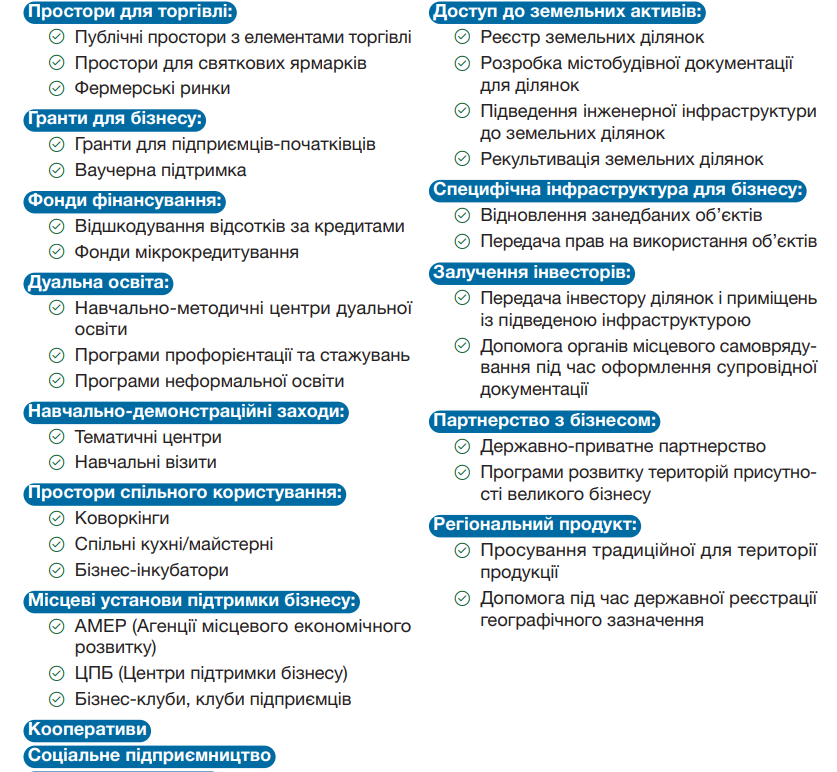 Простори для торгівлі:
Публічні простори з елементами торгівлі
Простори для святкових ярмарків
Фермерські ринки
Гранти для бізнесу:
Гранти для підприємців-початківців
Ваучерна підтримка
Фонди фінансування:
Відшкодування відсотків за кредитами
Фонди мікрокредитування
Дуальна освіта:
Навчально-методичні центри дуальної
освіти
Програми профорієнтації та стажувань
Програми неформальної освіти
Навчально-демонстраційні заходи:
Тематичні центри
Навчальні візити
Простори спільного користування:
Коворкінги
Спільні кухні/майстерні
Бізнес-інкубатори
Місцеві установи підтримки бізнесу:
АМЕР (Агенції місцевого економічного
розвитку)
ЦПБ (Центри підтримки бізнесу)
Бізнес-клуби, клуби підприємців
Кооперативи
Соціальне підприємництво
Доступ до земельних активів:
Реєстр земельних ділянок
Розробка містобудівної документації
для ділянок
Підведення інженерної інфраструктури
до земельних ділянок
Рекультивація земельних ділянок
Специфічна інфраструктура для бізнесу:
Відновлення занедбаних об’єктів
Передача прав на використання об’єктів
Залучення інвесторів:
Передача інвестору ділянок і приміщень
із підведеною інфраструктурою
Допомога органів місцевого самовряду-
вання під час оформлення супровідної
документації
Партнерство з бізнесом:
Державно-приватне партнерство
Програми розвитку територій присутно-
сті великого бізнесу
Регіональний продукт:
Просування традиційної для території
продукції
Допомога під час державної реєстрації
географічного зазначення